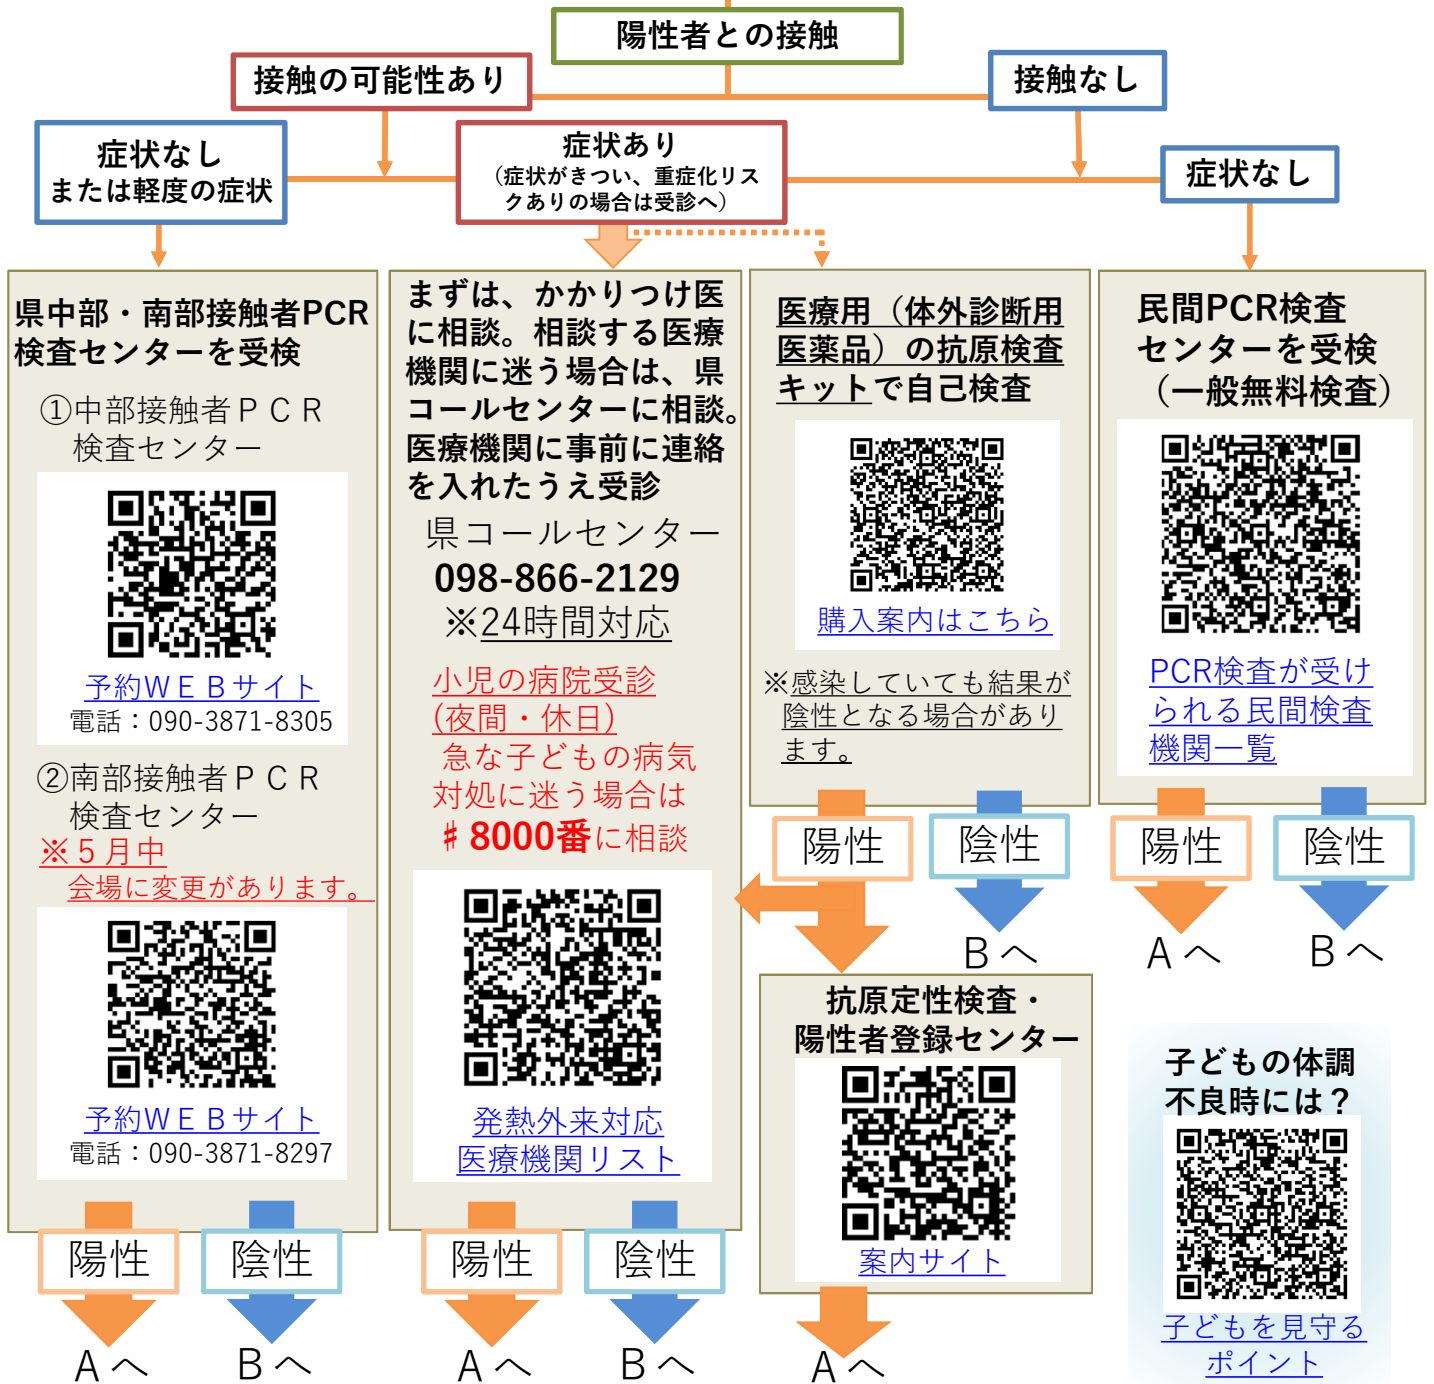 陽性者との接触
接触の可能性あり
接触なし
症状なし
または軽度の症状
症状あり
（症状がきつい、重症化リス
クありの場合は受診へ）
症状なし
県中部・南部接触者PCR
検査センターを受検
①中部接触者ＰＣＲ
検査センター
予約ＷＥＢサイト
電話：090-3871-8305
②南部接触者ＰＣＲ
検査センター
※５月中
会場に変更があります。
予約ＷＥＢサイト
電話：090-3871-8297
陽性
陰性
Aへ
Bへ
まずは、かかりつけ医
に相談。相談する医療
機関に迷う場合は、県
コールセンターに相談。
医療機関に事前に連絡
を入れたうえ受診
県コールセンター
098-866-2129
※24時間対応
小児の病院受診
(夜間・休日)
急な子どもの病気
対処に迷う場合は
♯8000番に相談
発熱外来対応
医療機関リスト
陽性
陰性
Aへ
Bへ
医療用（体外診断用
医薬品）の抗原検査
キットで自己検査
購入案内はこちら
※感染していても結果が
陰性となる場合があり
ます。
陽性
陰性
Bへ
抗原定性検査・
陽性者登録センター
案内サイト
Aへ
民間PCR検査
センターを受検
（一般無料検査）
PCR検査が受け
られる民間検査
機関一覧
陽性
陰性
Aへ
Bへ
子どもの体調
不良時には？
子どもを見守る
ポイント